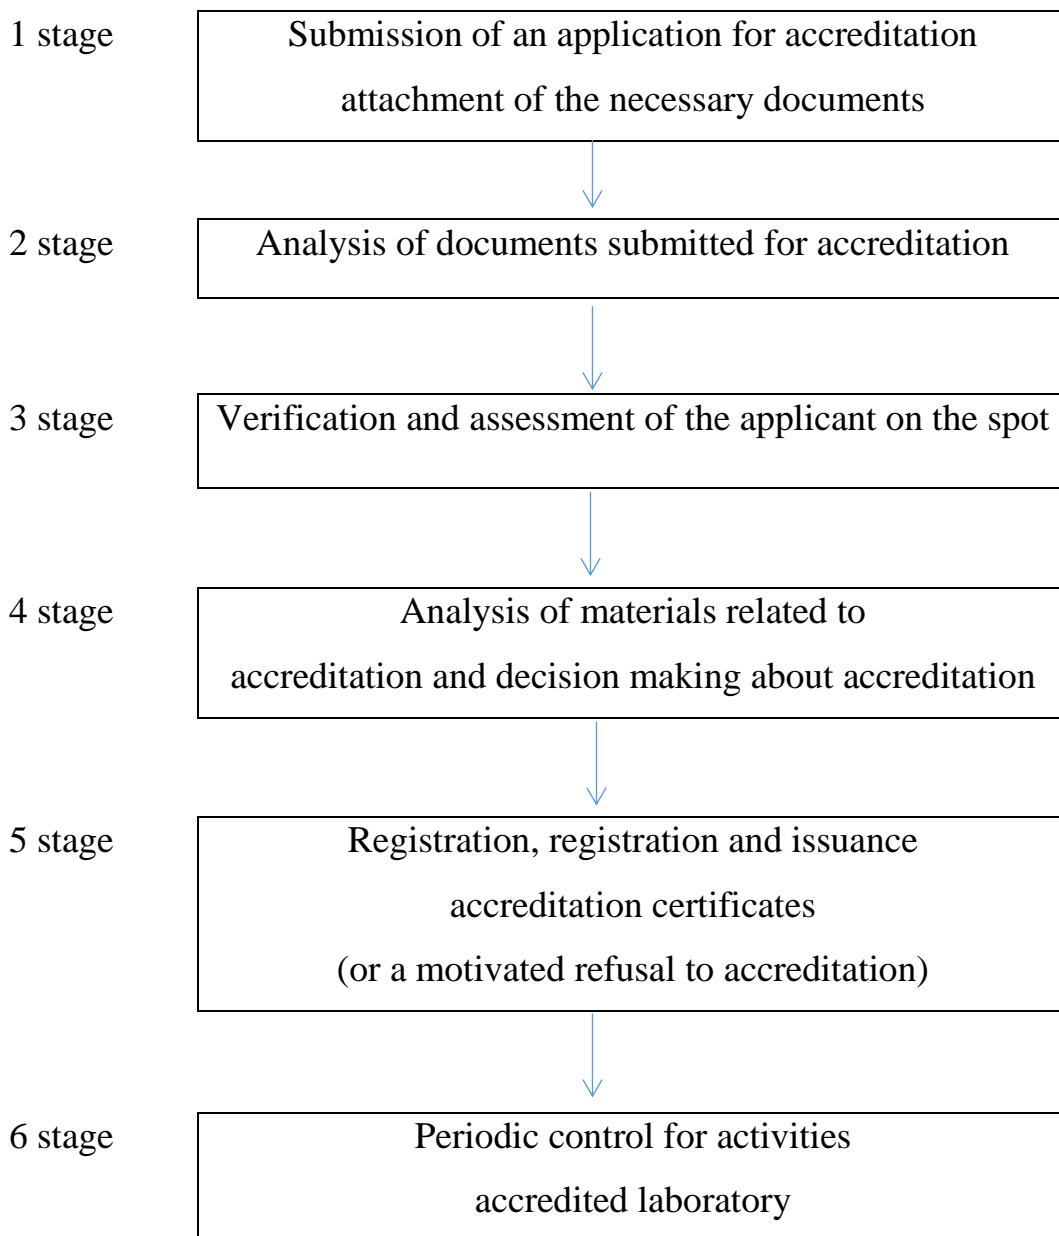 1 stage
Submission of an application for accreditation
attachment of the necessary documents
2 stage
Analysis of documents submitted for accreditation
3 stage
Verification and assessment of the applicant on the spot
4 stage
Analysis of materials related to
accreditation and decision making about accreditation
5 stage
Registration, registration and issuance
accreditation certificates
(or a motivated refusal to accreditation)
6 stage
Periodic control for activities
accredited laboratory